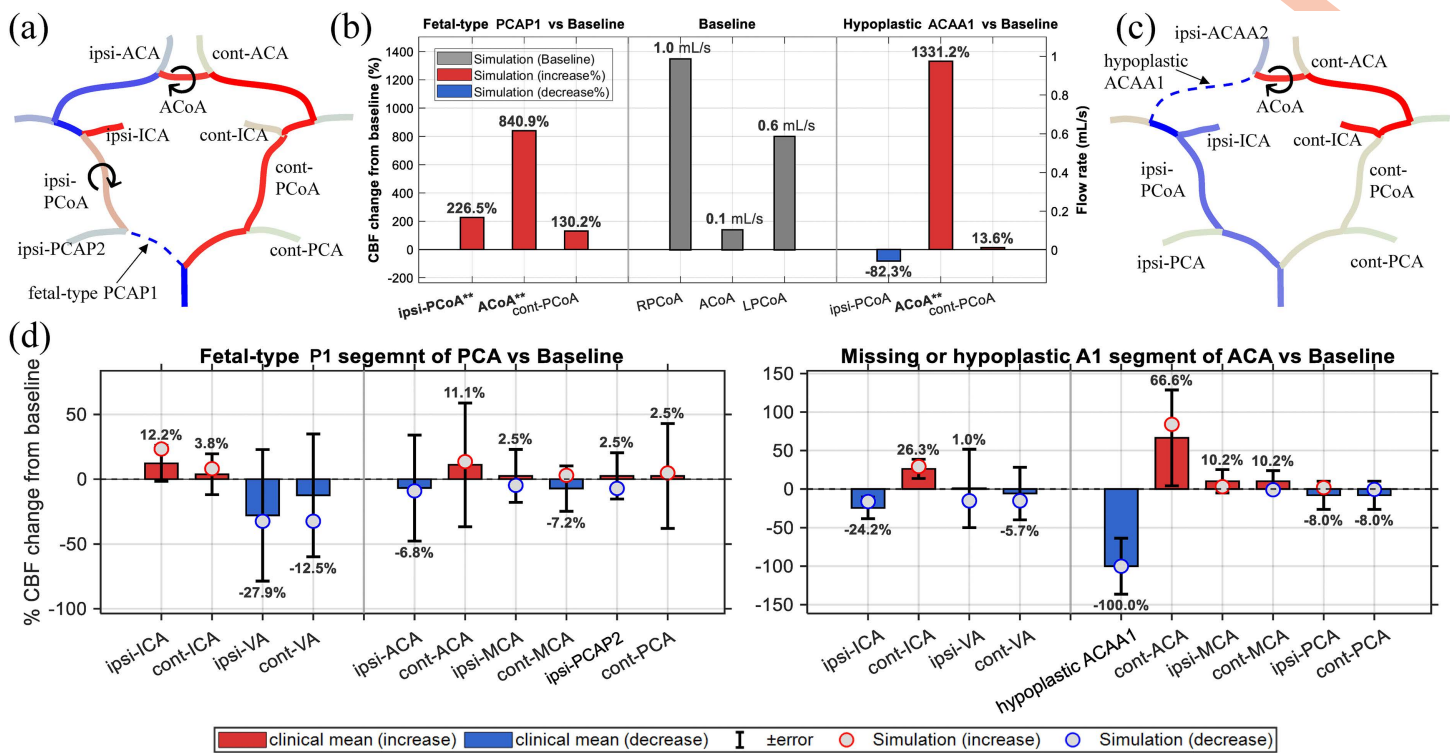 (a)
ipsi-ACA
cont-ACA
ACoA
ipsi-ICA
cont-ICA
ipsi-
PCoA
cont-
PCoA
ipsi-PCAP2
cont-PCA
fetal-type PCAP1
(b)
Fetal-type PCAP1 vs Baseline
Baseline
Hypoplastic ACAA1 vs Baseline
CBF change from baseline (%)
1400
1200
1000
800
600
400
200
0
-200
Simulation (Baseline)
Simulation (increase%)
Simulation (decrease%)
226.5%
840.9%
130.2%
1.0 mL/s
0.1 mL/s
0.6 mL/s
-82.3%
1331.2%
13.6%
ipsi-PCoA**
ACoA**
cont-PCoA
RPCoA
ACoA
LPCoA
ipsi-PCoA
ACoA**
cont-PCoA
1
0.8
0.6
0.4
0.2
0
Flow rate (mL/s)
(c)
ipsi-ACAA2
hypoplastic
ACAA1
cont-ACA
ACoA
ipsi-ICA
cont-ICA
ipsi-
PCoA
cont-
PCoA
ipsi-PCA
cont-PCA
(d)
Fetal-type P1 segemnt of PCA vs Baseline
% CBF change from baseline
50
0
-50
-100
12.2%
3.8%
-27.9%
-12.5%
-6.8%
11.1%
2.5%
-7.2%
2.5%
2.5%
ipsi-ICA
cont-ICA
ipsi-VA
cont-VA
ipsi-ACA
cont-ACA
ipsi-MCA
cont-MCA
ipsi-PCAP2
cont-PCA
Missing or hypoplastic A1 segment of ACA vs Baseline
150
100
50
0
-50
-100
-150
-24.2%
26.3%
1.0%
-5.7%
-100.0%
66.6%
10.2%
10.2%
-8.0%
-8.0%
ipsi-ICA
cont-ICA
ipsi-VA
cont-VA
hypoplastic ACAA1
cont-ACA
ipsi-MCA
cont-MCA
ipsi-PCA
cont-PCA
clinical mean (increase)
clinical mean (decrease)
±error
Simulation (increase)
Simulation (decrease)